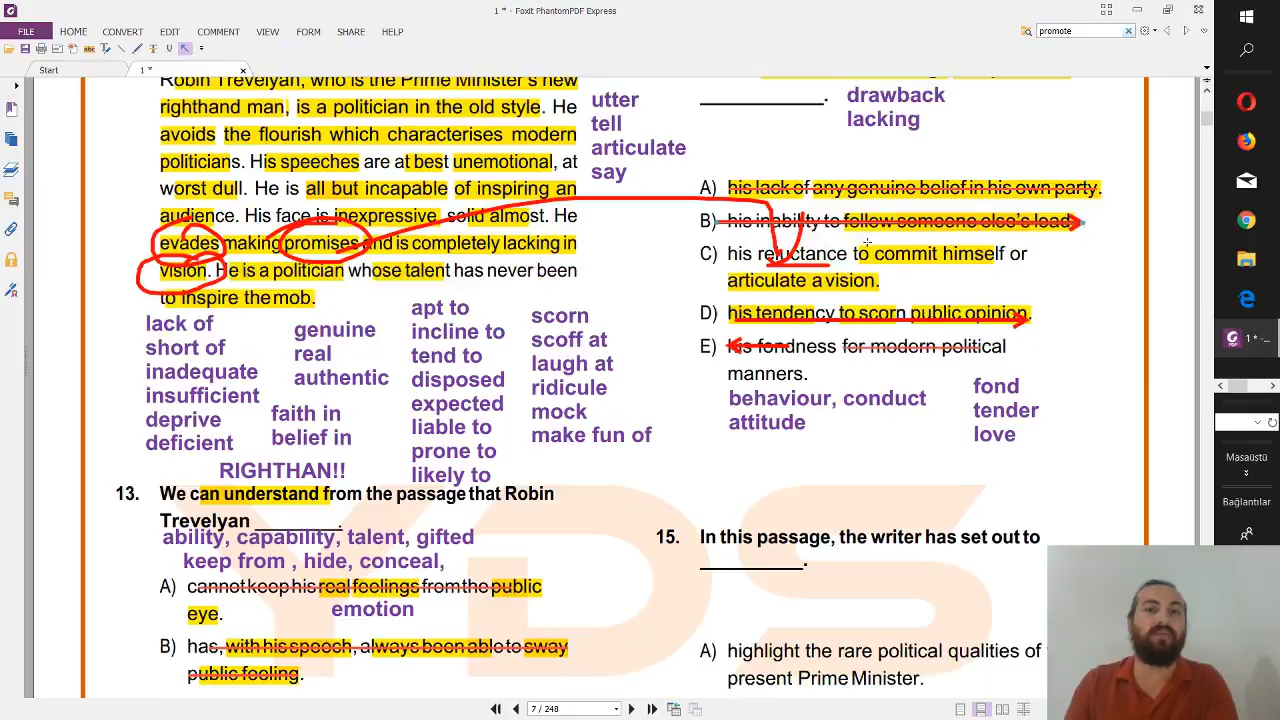 1 * - Foxit PhantomPDF Express
FILE
HOME
CONVERT
EDIT
COMMENT
VIEW
FORM
PROMISE
SHARE
HELP
promote
Start
1 *
Robin Trevelyan, who is the Prime Minister's new
righthand man, is a politician in the old style. He
avoids the flourish which characterises modern
politicians. His speeches are at best unemotional, at
worst dull. He is all but incapable of inspiring an
audience. His face is inexpressive, solid almost. He
evades making promises and is completely lacking in
vision. He is a politician whose talent has never been
to inspire the mob.
utter
tell
articulate
say
lack of
short of
inadequate
insufficient
deprive
deficient
genuine
real
authentic
faith in
belief in
RIGHTHAN!!
apt to
incline to
tend to
disposed
expected
liable to
prone to
likely to
scorn
scoff at
laugh at
ridicule
mock
make fun of
13. We can understand from the passage that Robin
Trevelyan ________.
ability, capability, talent, gifted
keep from , hide, conceal,
A) cannot keep his real feelings from the public
eye.
emotion
B) has, with his speech, always been able to sway
public feeling.
____________.
drawback
lacking
A) his lack of any genuine belief in his own party.
B) his inability to follow someone else's lead.
C) his reluctance to commit himself or
articulate a vision.
D) his tendency to scorn public opinion.
E) his fondness for modern political
manners.
behaviour, conduct
attitude
fond
tender
love
15. In this passage, the writer has set out to
__________.
A) highlight the rare political qualities of
present Prime Minister.
YDS
7 / 248
1 * - ...
Masaüstü
Bağlantılar